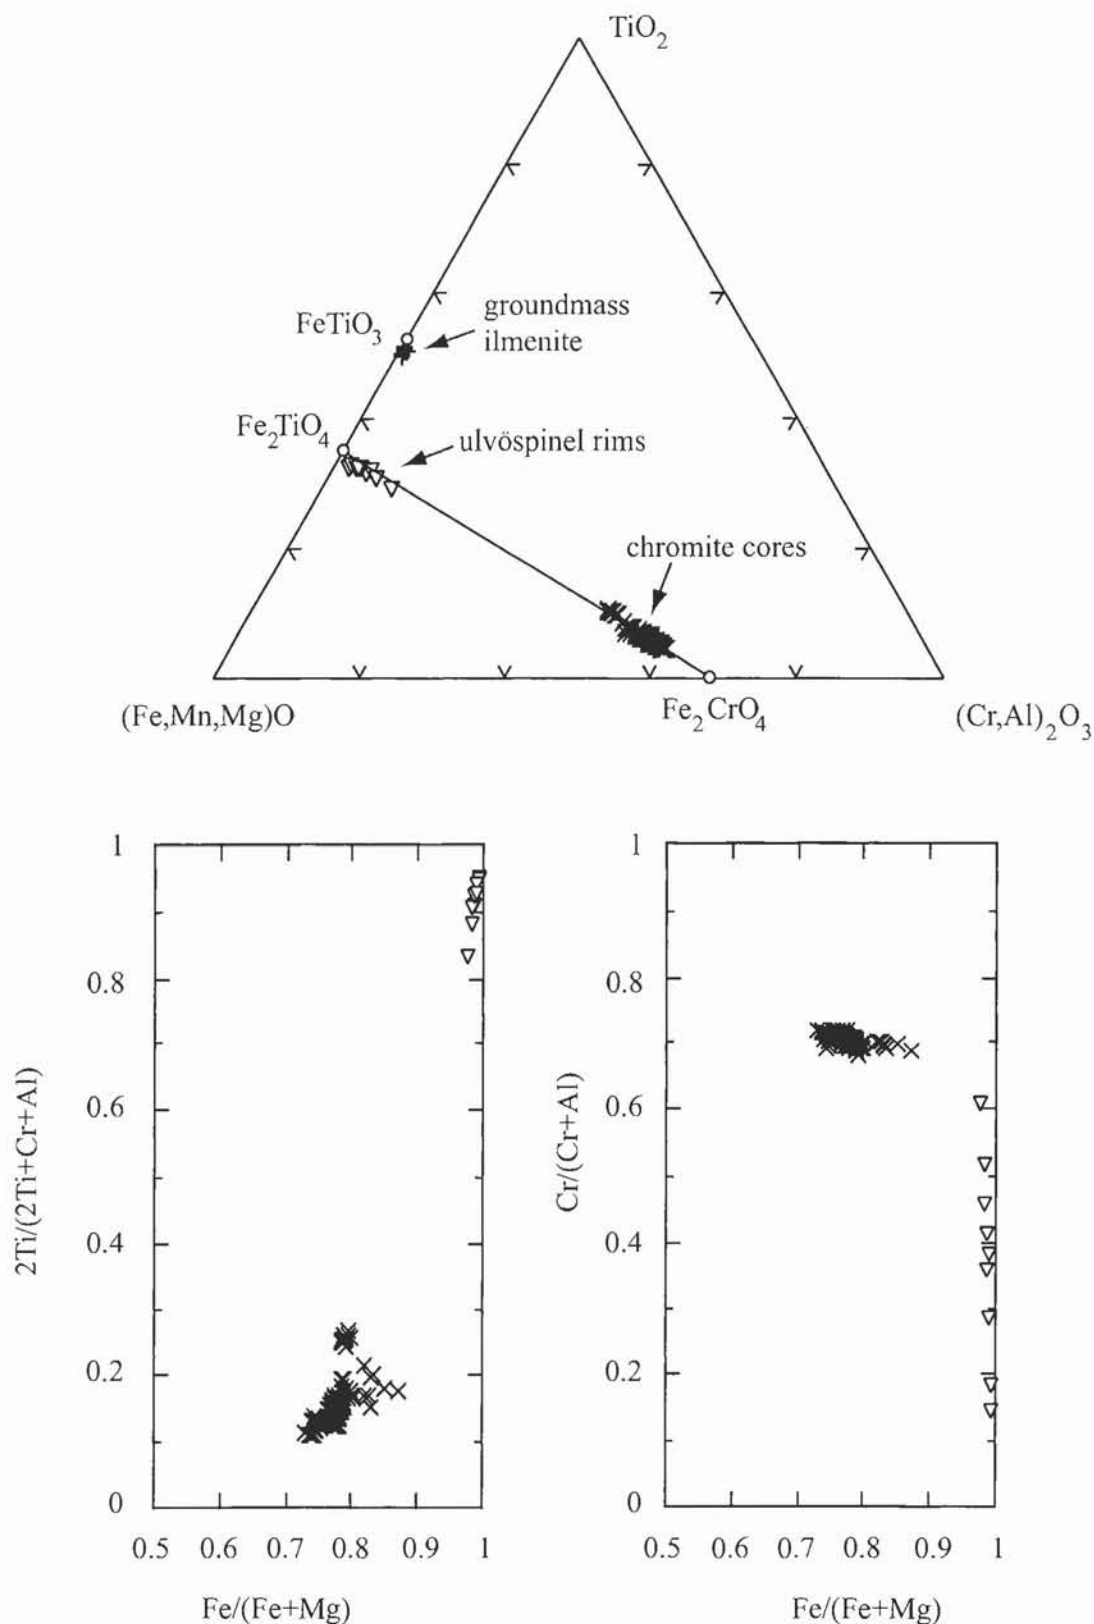 TiO₂
groundmass
FeTiO₃
ilmenite
Fe₂TiO₄
ulvöspinel rims
chromite cores
(Fe,Mn,Mg)O
Fe₂CrO₄
(Cr,Al)₂O₃
1
0.8
0.6
0.4
0.2
0
2Ti/(2Ti+Cr+Al)
0.5 0.6 0.7 0.8 0.9 1
Fe/(Fe+Mg)
1
0.8
0.6
0.4
0.2
0
Cr/(Cr+Al)
0.5 0.6 0.7 0.8 0.9 1
Fe/(Fe+Mg)